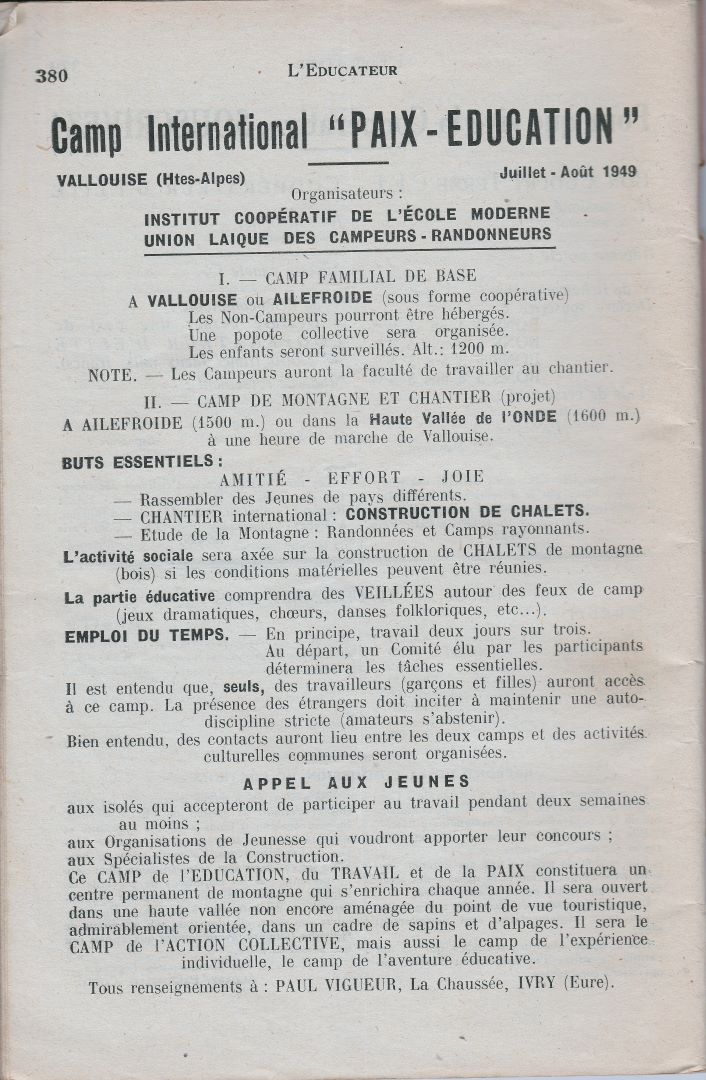 380
L'EDUCATEUR
Camp International "PAIX - EDUCATION"
VALLOUISE (Htes-Alpes)
Juillet - Août 1949
Organisateurs :
INSTITUT COOPÉRATIF DE L'ÉCOLE MODERNE
UNION LAIQUE DES CAMPEURS - RANDONNEURS
I. — CAMP FAMILIAL DE BASE
A VALLOUISE ou AILEFROIDE (sous forme coopérative)
Les Non-Campeurs pourront être hébergés.
Une popote collective sera organisée.
Les enfants seront surveillés. Alt.: 1200 m.
NOTE. — Les Campeurs auront la faculté de travailler au chantier.
II. — CAMP DE MONTAGNE ET CHANTIER (projet)
A AILEFROIDE (1500 m.) ou dans la Haute Vallée de l'ONDE (1600 m.)
à une heure de marche de Vallouise.
BUTS ESSENTIELS :
AMITIÉ - EFFORT - JOIE
— Rassembler des Jeunes de pays différents.
— CHANTIER international : CONSTRUCTION DE CHALETS.
— Etude de la Montagne : Randonnées et Camps rayonnants.
L'activité sociale sera axée sur la construction de CHALETS de montagne
(bois) si les conditions matérielles peuvent être réunies.
La partie éducative comprendra des VEILLÉES autour des feux de camp
(jeux dramatiques, chœurs, danses folkloriques, etc...).
EMPLOI DU TEMPS. — En principe, travail deux jours sur trois.
Au départ, un Comité élu par les participants
déterminera les tâches essentielles.
Il est entendu que, seuls, des travailleurs (garçons et filles) auront accès
à ce camp. La présence des étrangers doit inciter à maintenir une auto-
discipline stricte (amateurs s'abstenir).
Bien entendu, des contacts auront lieu entre les deux camps et des activités
culturelles communes seront organisées.
APPEL AUX JEUNES
aux isolés qui accepteront de participer au travail pendant deux semaines
au moins ;
aux Organisations de Jeunesse qui voudront apporter leur concours ;
aux Spécialistes de la Construction.
Ce CAMP de l'EDUCATION, du TRAVAIL et de la PAIX constituera un
centre permanent de montagne qui s'enrichira chaque année. Il sera ouvert
dans une haute vallée non encore aménagée du point de vue touristique,
admirablement orientée, dans un cadre de sapins et d'alpages. Il sera le
CAMP de l'ACTION COLLECTIVE, mais aussi le camp de l'expérience
individuelle, le camp de l'aventure éducative.
Tous renseignements à : PAUL VIGUEUR, La Chaussée, IVRY (Eure).